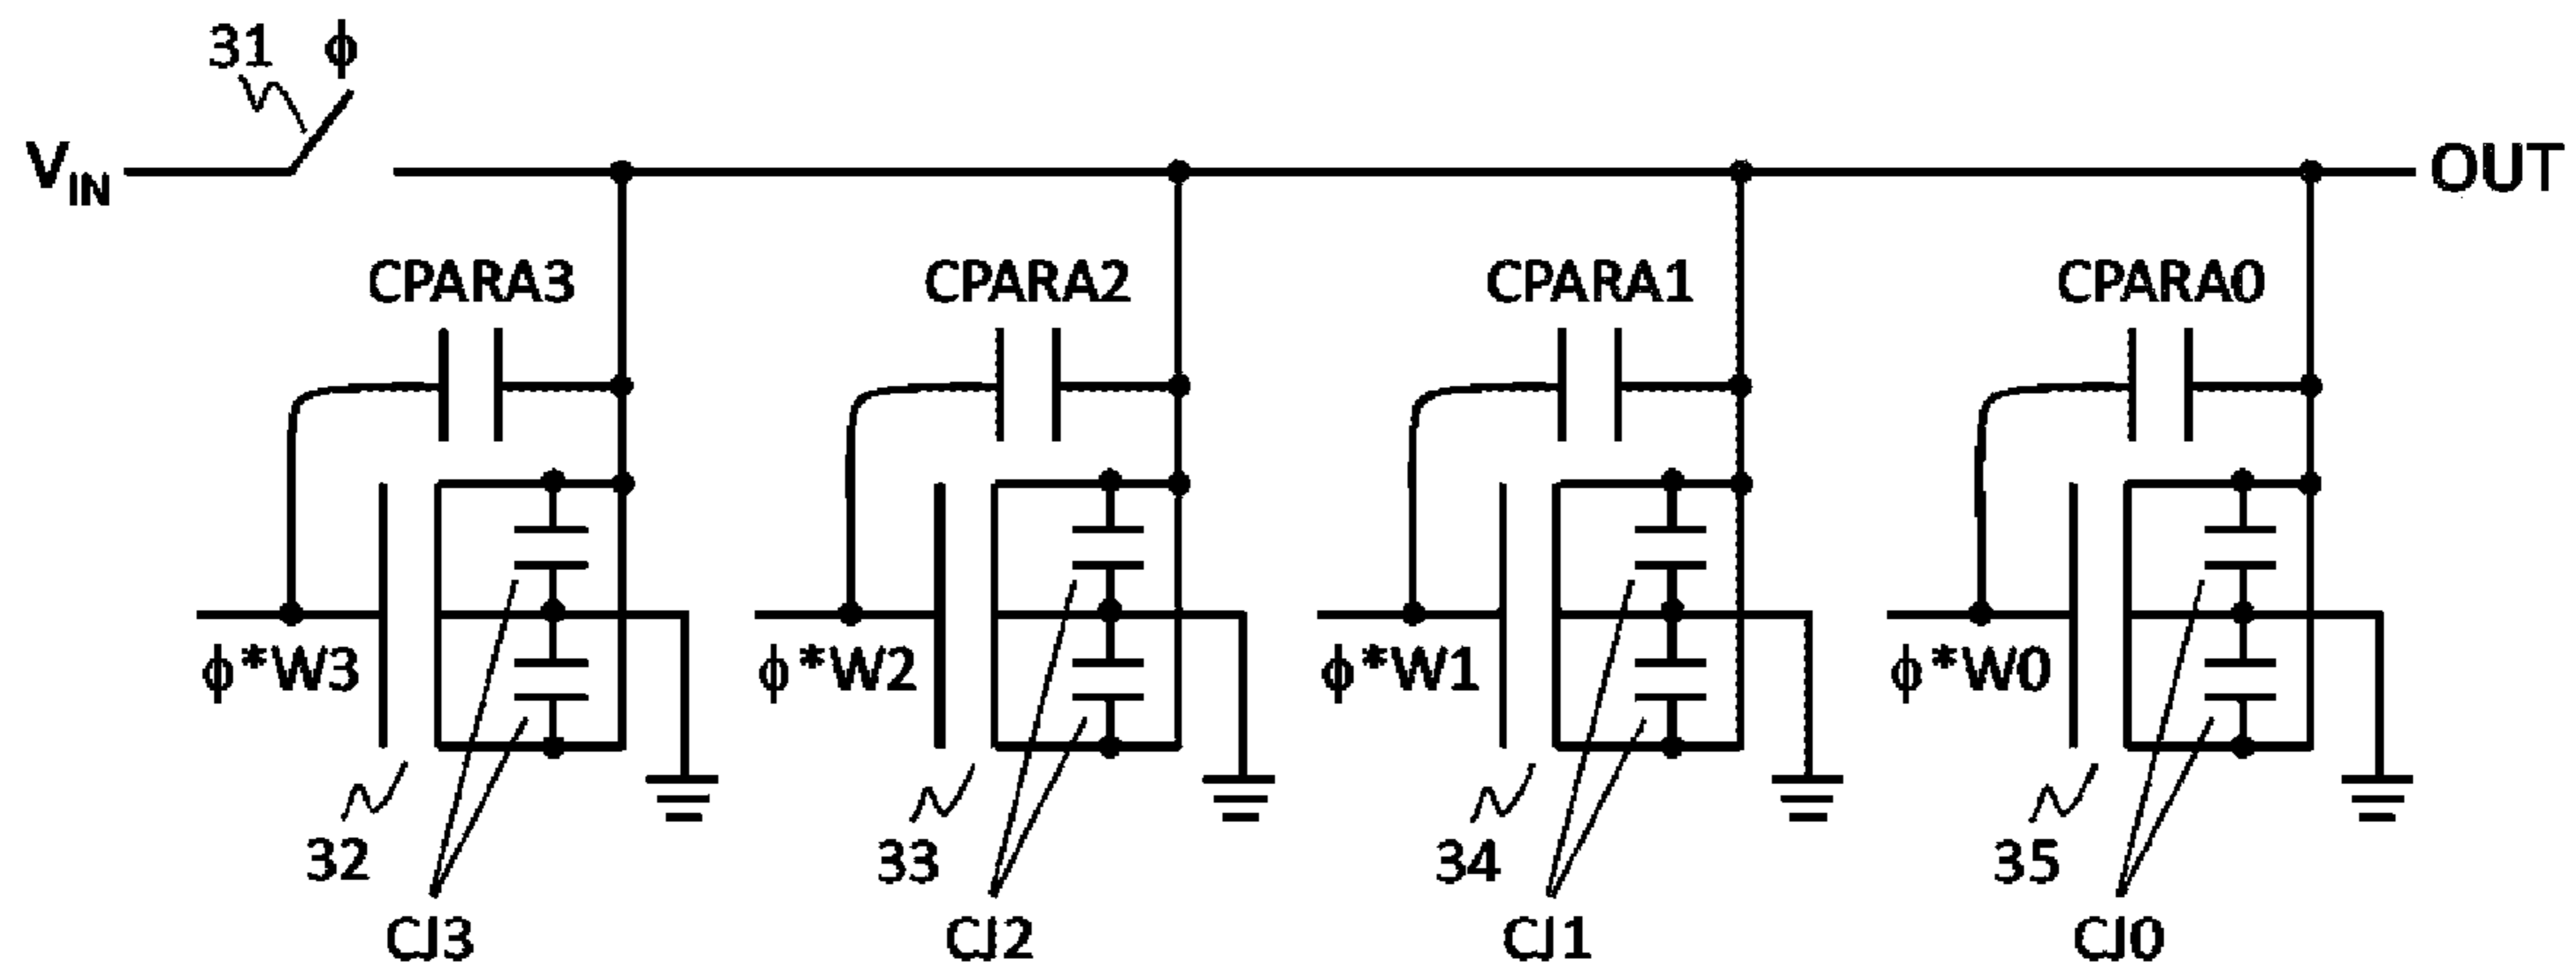 31 ϕ
VIN OUT
CPARA3 CPARA2 CPARA1 CPARA0
ϕ*W3 ϕ*W2 ϕ*W1 ϕ*W0
32 33 34 35
CJ3 CJ2 CJ1 CJ0